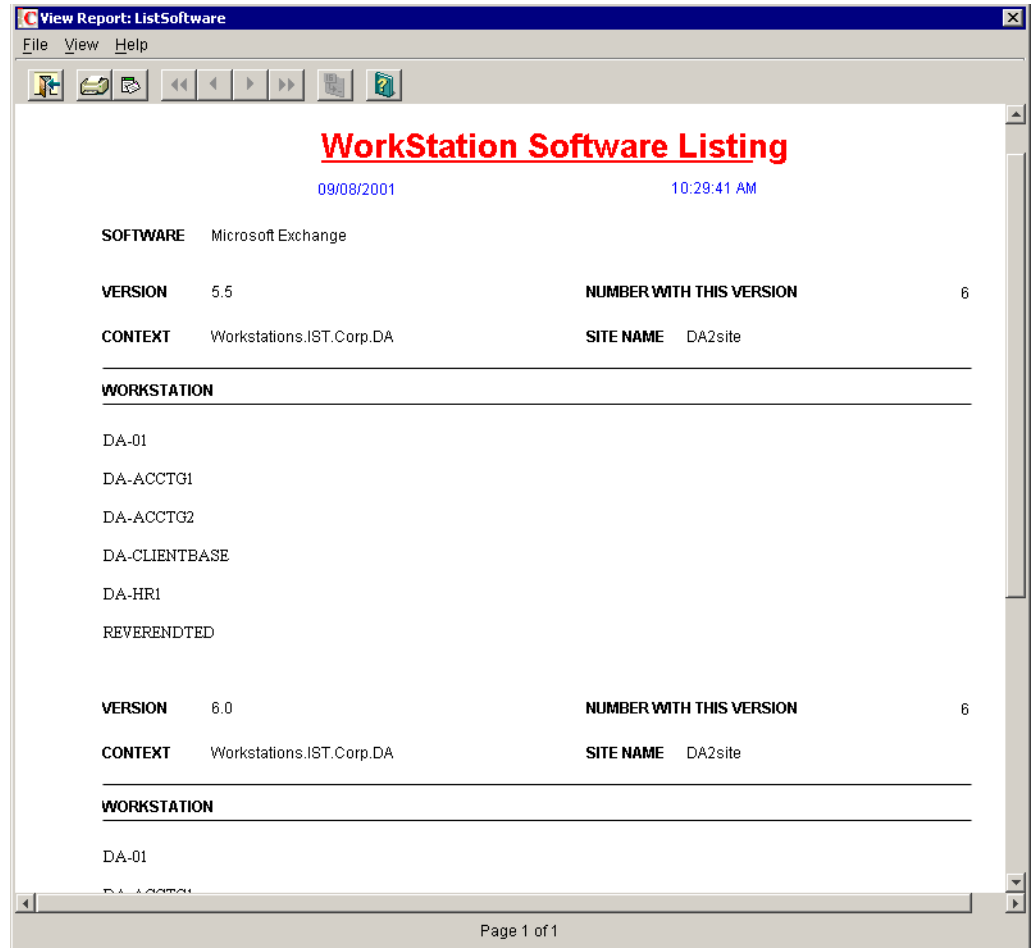 View Report: ListSoftware
File View Help
WorkStation Software Listing
09/08/2001 10:29:41 AM
SOFTWARE Microsoft Exchange
VERSION 5.5 NUMBER WITH THIS VERSION 6
CONTEXT Workstations.IST.Corp.DA SITE NAME DA2site
WORKSTATION
DA-01
DA-ACCTG1
DA-ACCTG2
DA-CLIENTBASE
DA-HR1
REVERENDTED
VERSION 6.0 NUMBER WITH THIS VERSION 6
CONTEXT Workstations.IST.Corp.DA SITE NAME DA2site
WORKSTATION
DA-01
DA-ACCTG1
Page 1 of 1